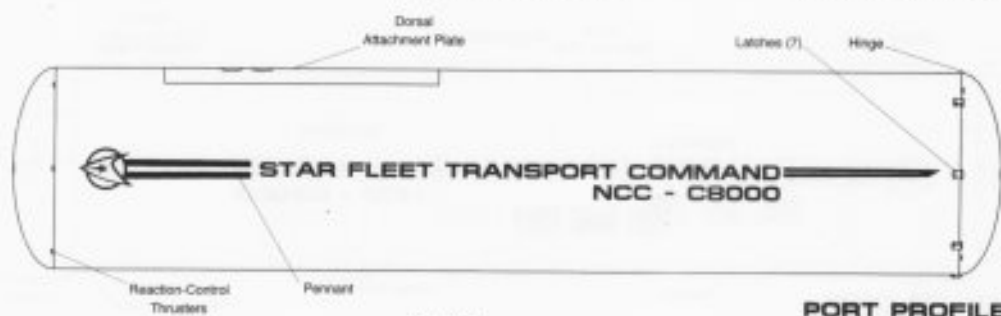 Dorsal
Attachment Plate
Latches (7)
Hinge
STAR FLEET TRANSPORT COMMAND
NCC - C8000
Reaction-Control
Thrusters
Pennant
PORT PROFILE